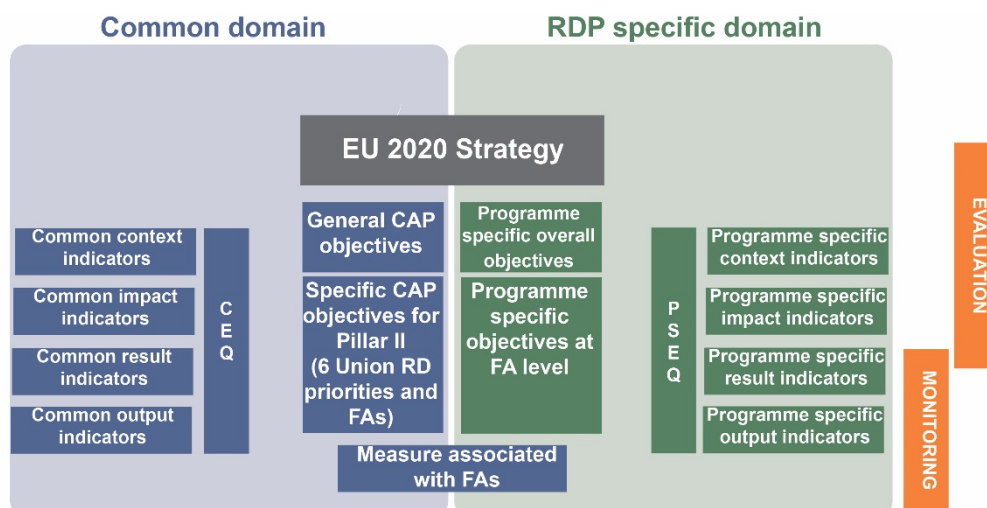 Common domain
RDP specific domain
EU 2020 Strategy
General CAP
objectives
Programme
specific overall
objectives
Common context
indicators
Common impact
indicators
Common result
indicators
Common output
indicators
C
E
Q
Specific CAP
objectives for
Pillar II
(6 Union RD
priorities and
FAs)
Programme
specific
objectives at
FA level
P
S
E
Q
Programme specific
context indicators
Programme specific
impact indicators
Programme specific
result indicators
Programme specific
output indicators
Measure associated
with FAs
EVALUATION
MONITORING